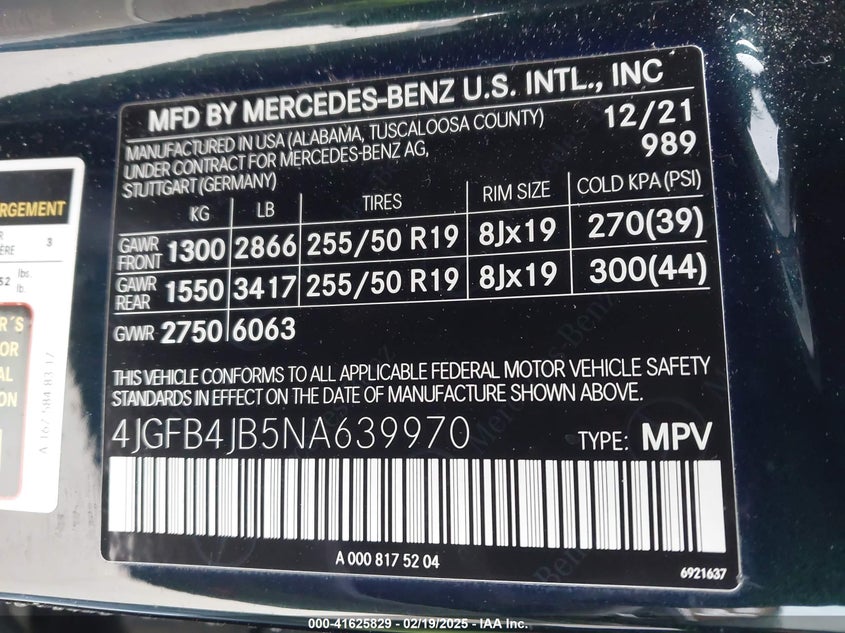 MFD BY MERCEDES-BENZ U.S. INTL., INC
MANUFACTURED IN USA (ALABAMA, TUSCALOOSA COUNTY) 12/21
UNDER CONTRACT FOR MERCEDES-BENZ AG, 989
STUTTGART (GERMANY)
KG LB TIRES RIM SIZE COLD KPA (PSI)
GAWR FRONT 1300 2866 255/50 R19 8Jx19 270(39)
GAWR REAR 1550 3417 255/50 R19 8Jx19 300(44)
GVWR 2750 6063
THIS VEHICLE CONFORMS TO ALL APPLICABLE FEDERAL MOTOR VEHICLE SAFETY
STANDARDS IN EFFECT ON THE DATE OF MANUFACTURE SHOWN ABOVE.
4JGFB4JB5NA639970 TYPE: MPV
A 000 817 52 04
6921637
RGEMENT
3
lbs.
lb.
000-41625829 - 02/19/2025 - IAA Inc.